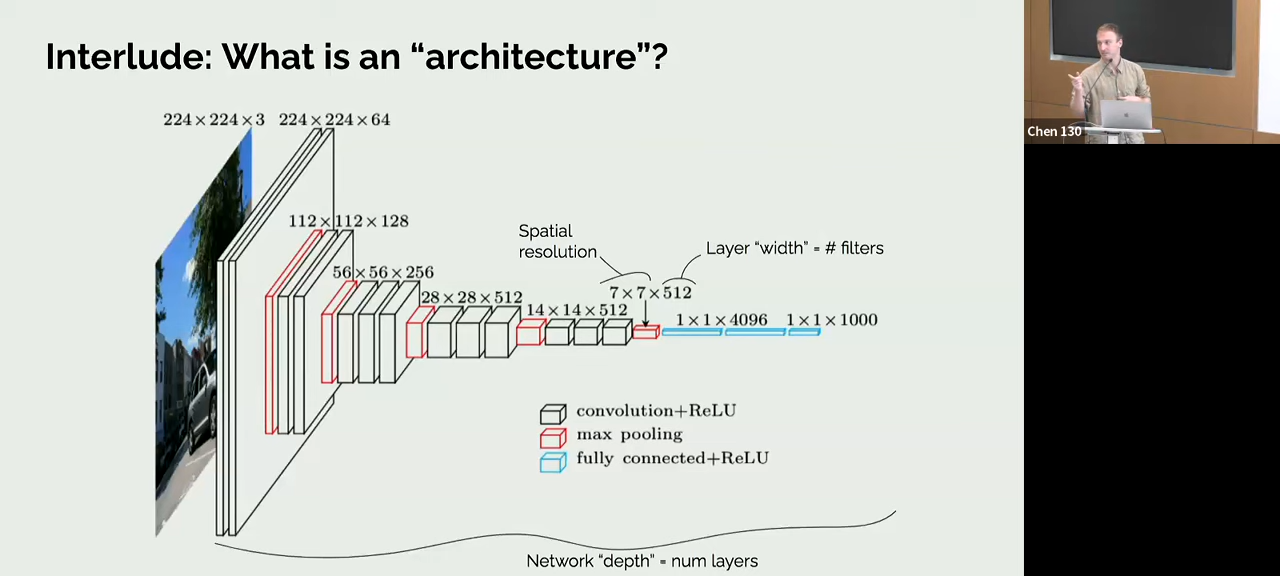 Interlude: What is an “architecture”?
224×224×3
224×224×64
112×112×128
56×56×256
28×28×512
14×14×512
Spatial
resolution
Layer “width” = # filters
7×7×512
1×1×4096
1×1×1000
convolution+ReLU
max pooling
fully connected+ReLU
Network “depth” = num layers
Chen 130